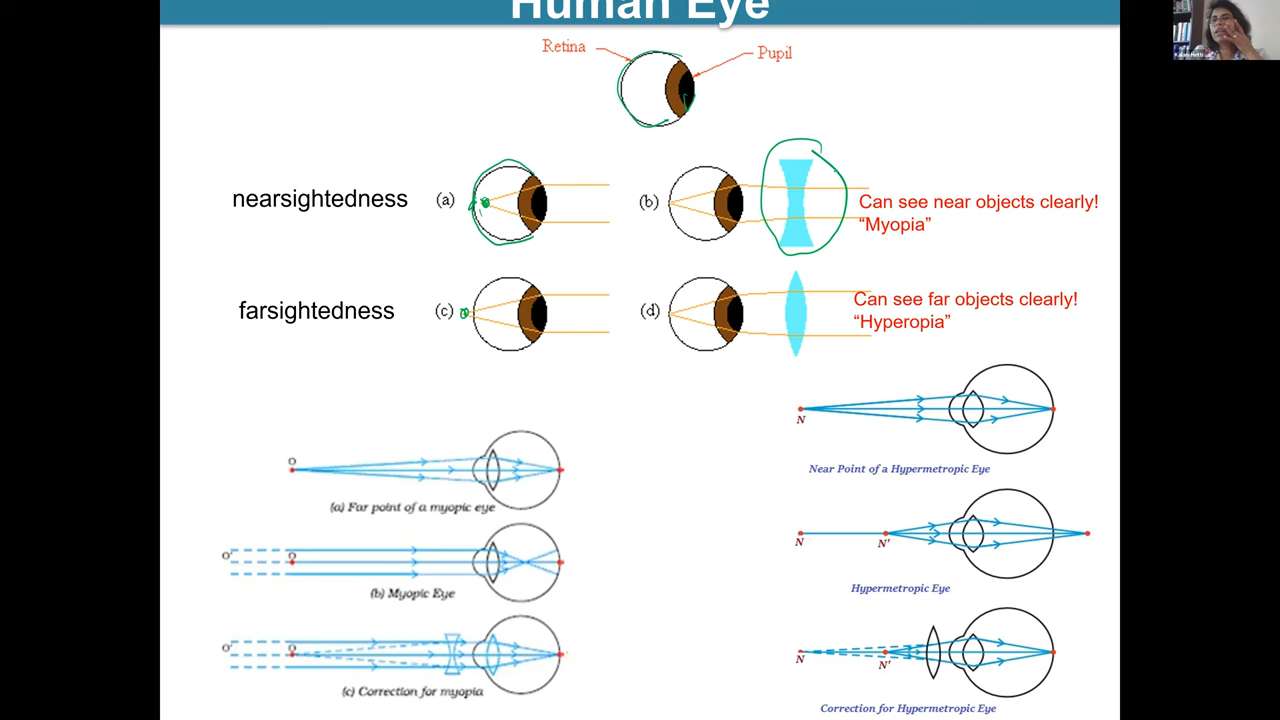 Human Eye
Retina
Pupil
nearsightedness
(a)
(b)
Can see near objects clearly!
“Myopia”
farsightedness
(c)
(d)
Can see far objects clearly!
“Hyperopia”
N
Near Point of a Hypermetropic Eye
O
(a) Far point of a myopic eye
N
N'
Hypermetropic Eye
O'
O
(b) Myopic Eye
N
N'
Correction for Hypermetropic Eye
O'
O
(c) Correction for myopia